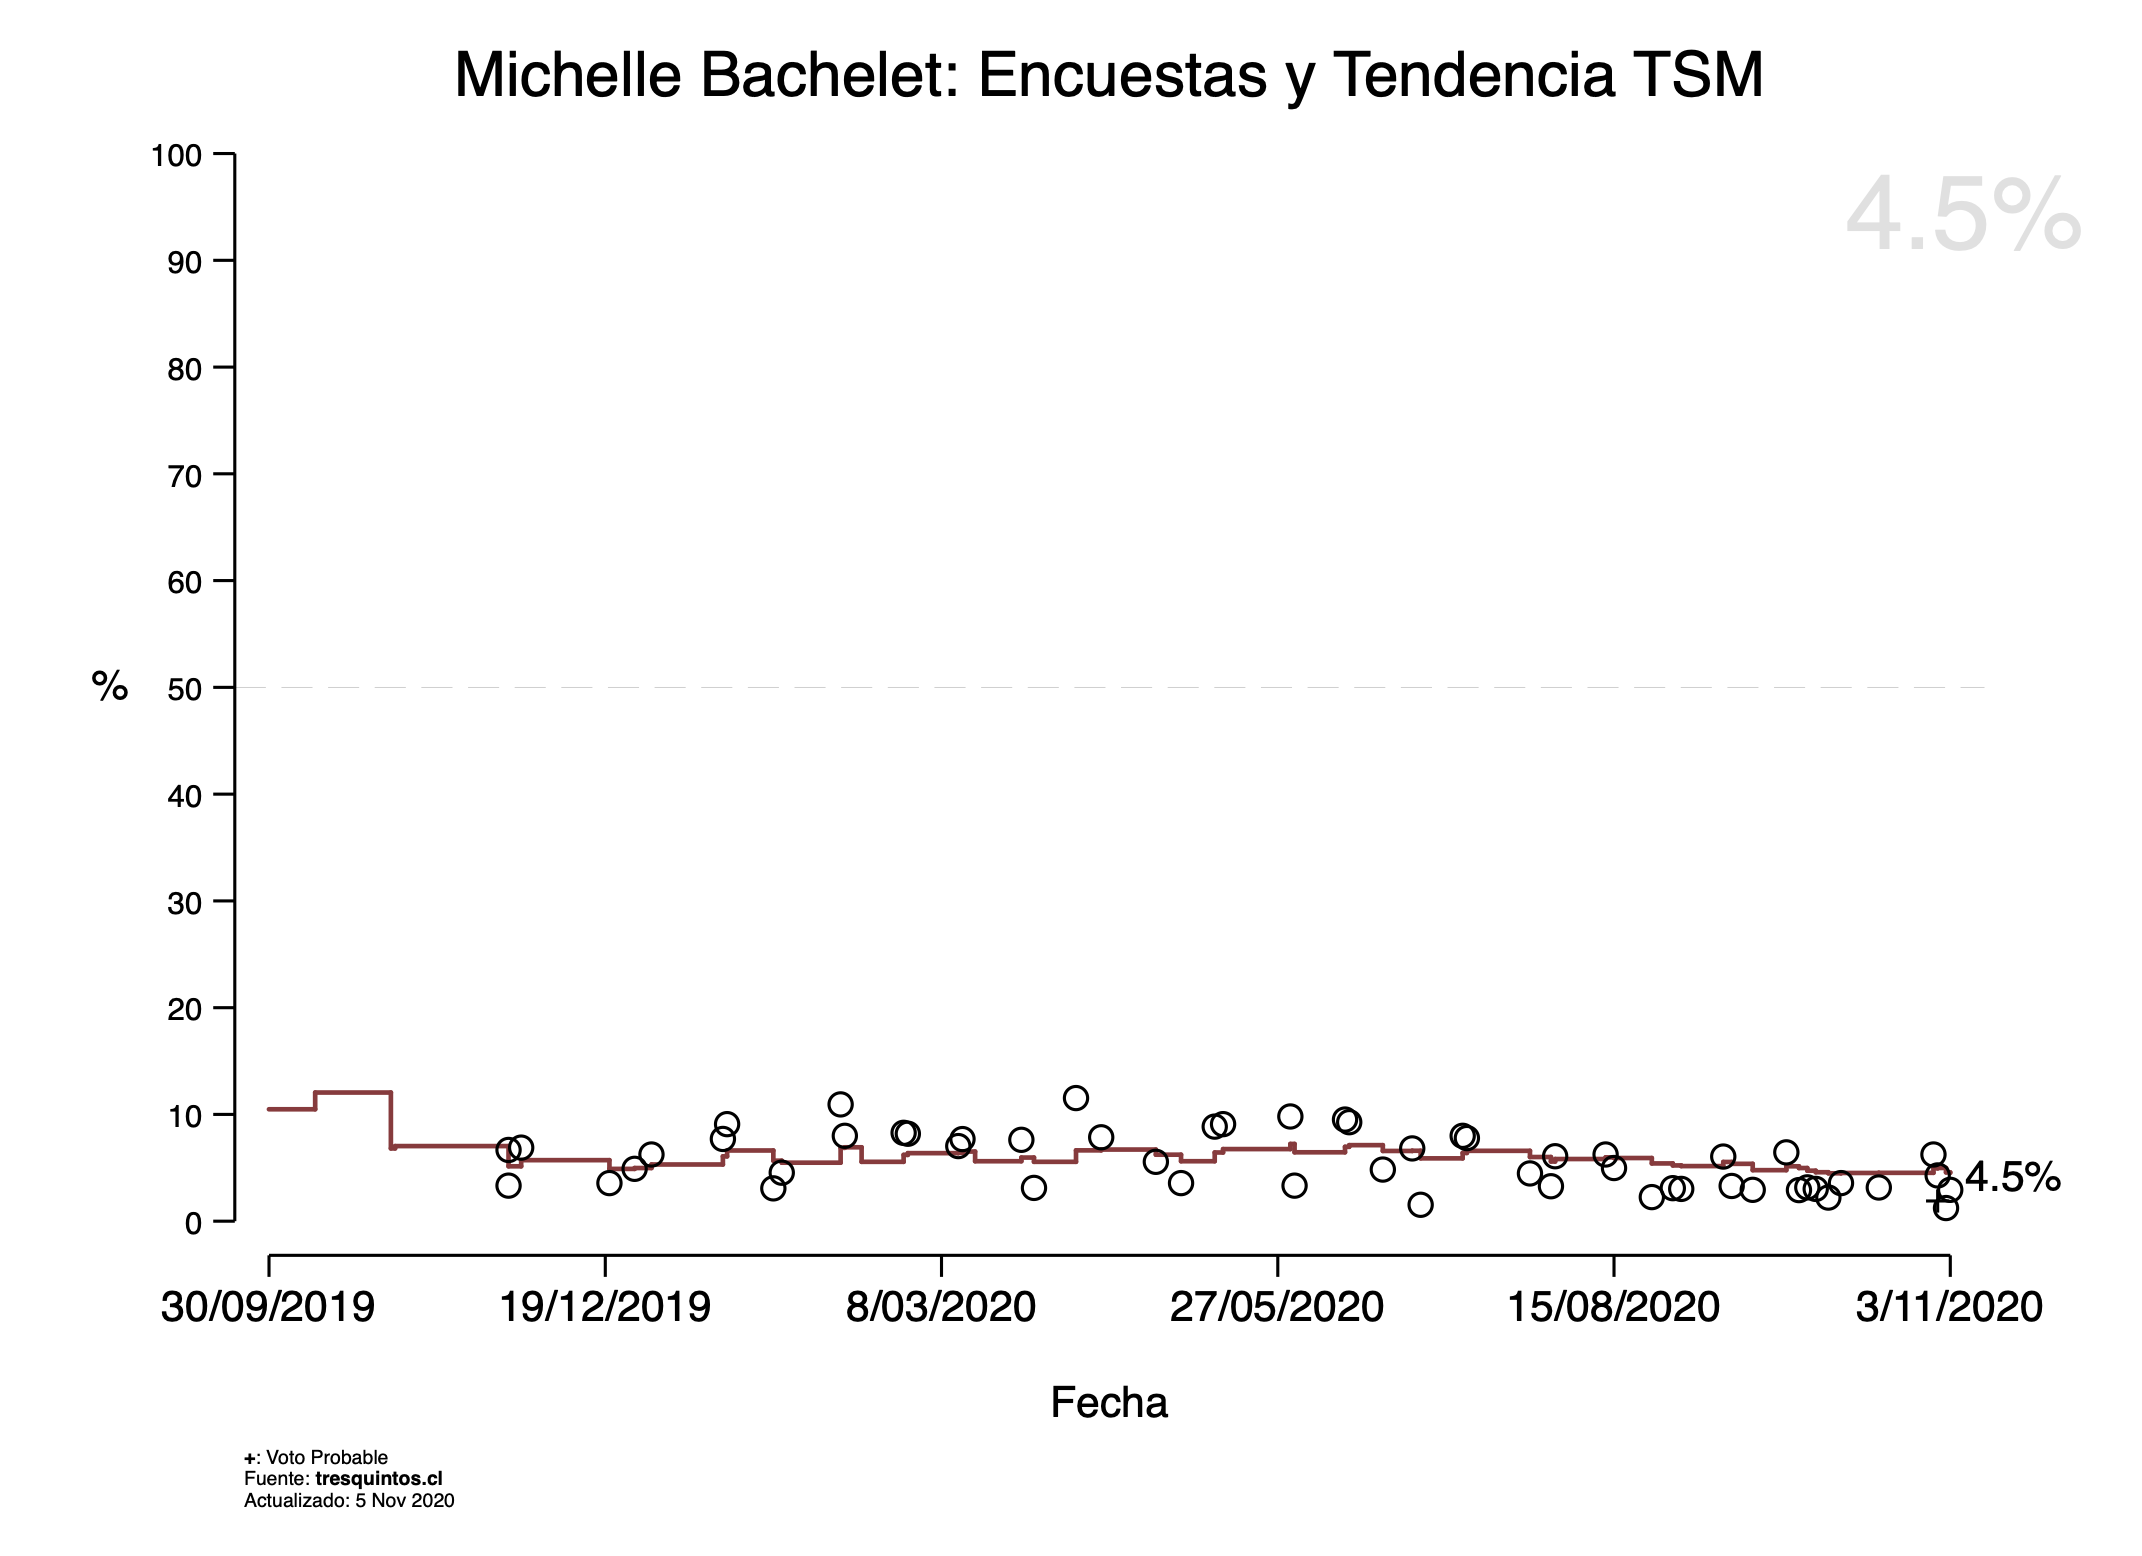 Michelle Bachelet: Encuestas y Tendencia TSM
4.5%
100
90
80
70
60
50
40
30
20
10
0
%
4.5%
30/09/2019 19/12/2019 8/03/2020 27/05/2020 15/08/2020 3/11/2020
Fecha
+: Voto Probable
Fuente: tresquintos.cl
Actualizado: 5 Nov 2020